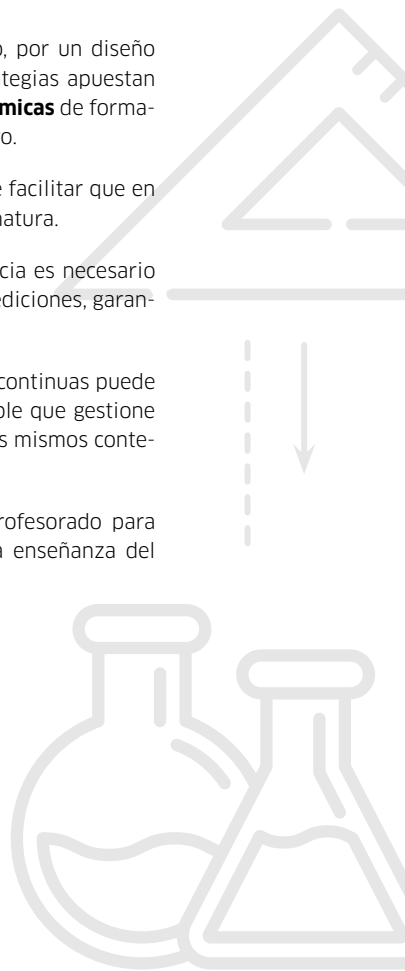 o, por un diseño
tegias apuestan
micas de forma-
o.
e facilitar que en
natura.
cia es necesario
ediciones, garan-
continuas puede
ble que gestione
s mismos conte-
rofesorado para
a enseñanza del